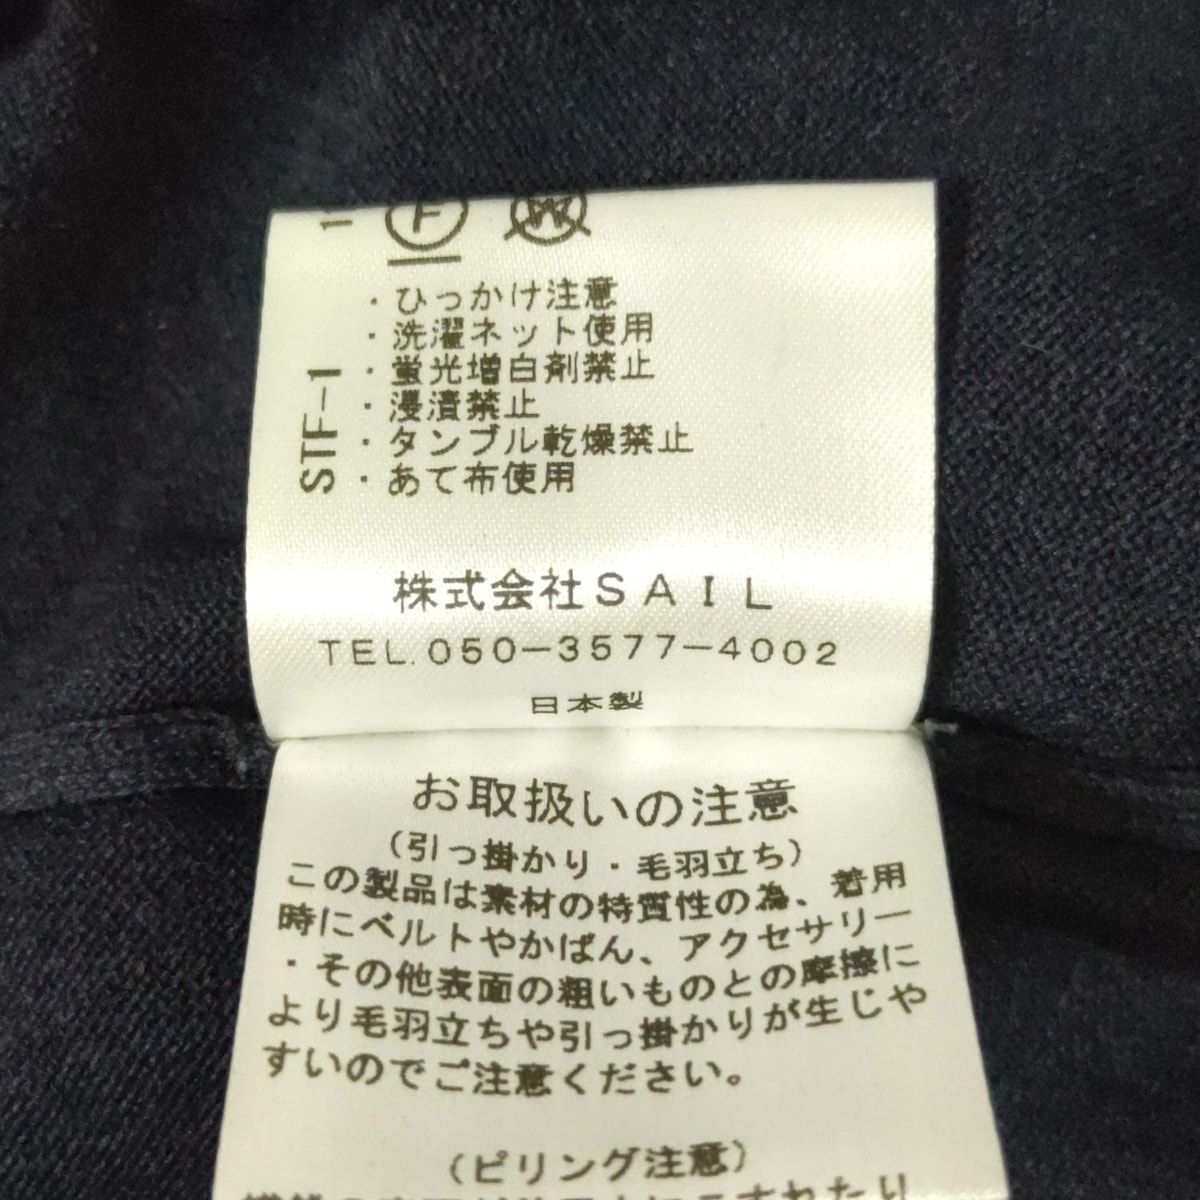 F W
・ひっかけ注意
・洗濯ネット使用
・蛍光増白剤禁止
・浸漬禁止
・タンブル乾燥禁止
・あて布使用
STF-1
株式会社SAIL
TEL.050-3577-4002
日本製
お取扱いの注意
(引っ掛かり・毛羽立ち)
この製品は素材の特質性の為、着用
時にベルトやかばん、アクセサリー
・その他表面の粗いものとの摩擦に
より毛羽立ちや引っ掛かりが生じや
すいのでご注意ください。
(ピリング注意)